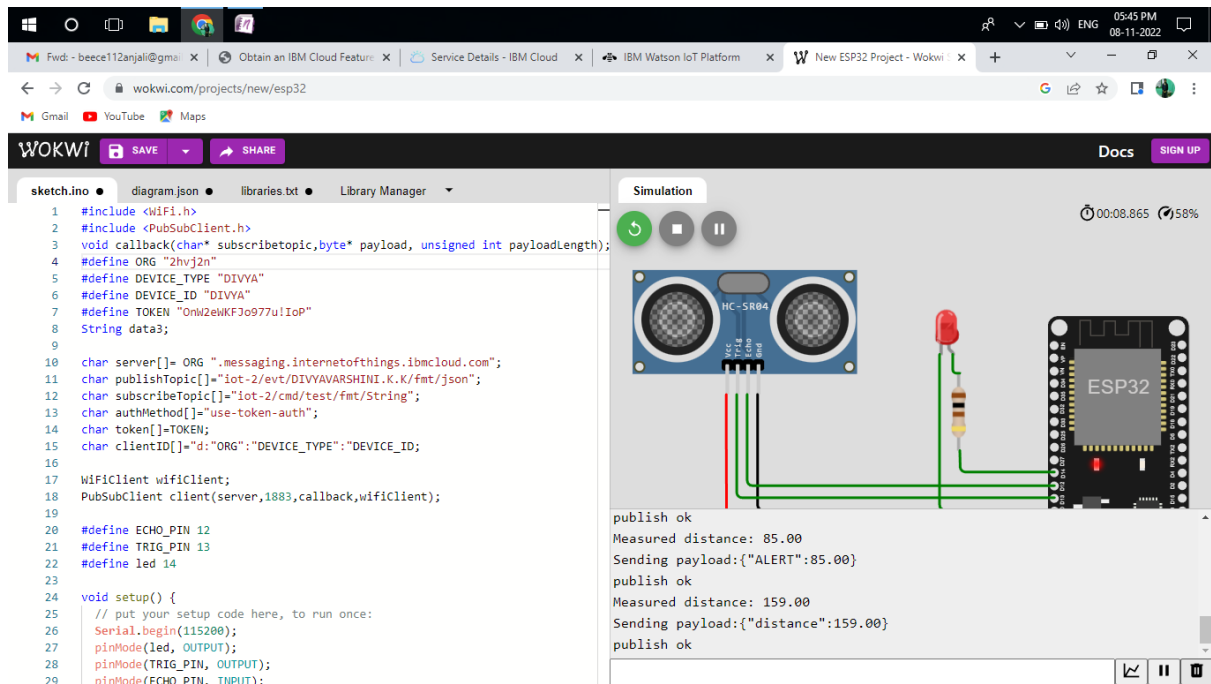 05:45 PM
ENG
08-11-2022
Fwd: - beece112anjali@gmai
Obtain an IBM Cloud Feature
Service Details - IBM Cloud
IBM Watson IoT Platform
New ESP32 Project - Wokwi S
wokwi.com/projects/new/esp32
Gmail YouTube Maps
WOKWi SAVE SHARE Docs SIGN UP
sketch.ino ● diagram.json ● libraries.txt ● Library Manager
1 #include <WiFi.h>
2 #include <PubSubClient.h>
3 void callback(char* subscribetopic,byte* payload, unsigned int payloadLength);
4 #define ORG "2hvj2n"
5 #define DEVICE_TYPE "DIVYA"
6 #define DEVICE_ID "DIVYA"
7 #define TOKEN "OnW2eWKFJo977u!IoP"
8 String data3;
9
10 char server[]= ORG ".messaging.internetofthings.ibmcloud.com";
11 char publishTopic[]="iot-2/evt/DIVYAVARSHINI.K.K/fmt/json";
12 char subscribeTopic[]="iot-2/cmd/test/fmt/String";
13 char authMethod[]="use-token-auth";
14 char token[]=TOKEN;
15 char clientID[]="d:"ORG":"DEVICE_TYPE":"DEVICE_ID;
16
17 WiFiClient wifiClient;
18 PubSubClient client(server,1883,callback,wifiClient);
19
20 #define ECHO_PIN 12
21 #define TRIG_PIN 13
22 #define led 14
23
24 void setup() {
25 // put your setup code here, to run once:
26 Serial.begin(115200);
27 pinMode(led, OUTPUT);
28 pinMode(TRIG_PIN, OUTPUT);
29 pinMode(ECHO_PIN, INPUT);
Simulation
00:08.865 58%
HC-SR04
Vcc
Trig
Echo
Gnd
ESP32
publish ok
Measured distance: 85.00
Sending payload:{"ALERT":85.00}
publish ok
Measured distance: 159.00
Sending payload:{"distance":159.00}
publish ok